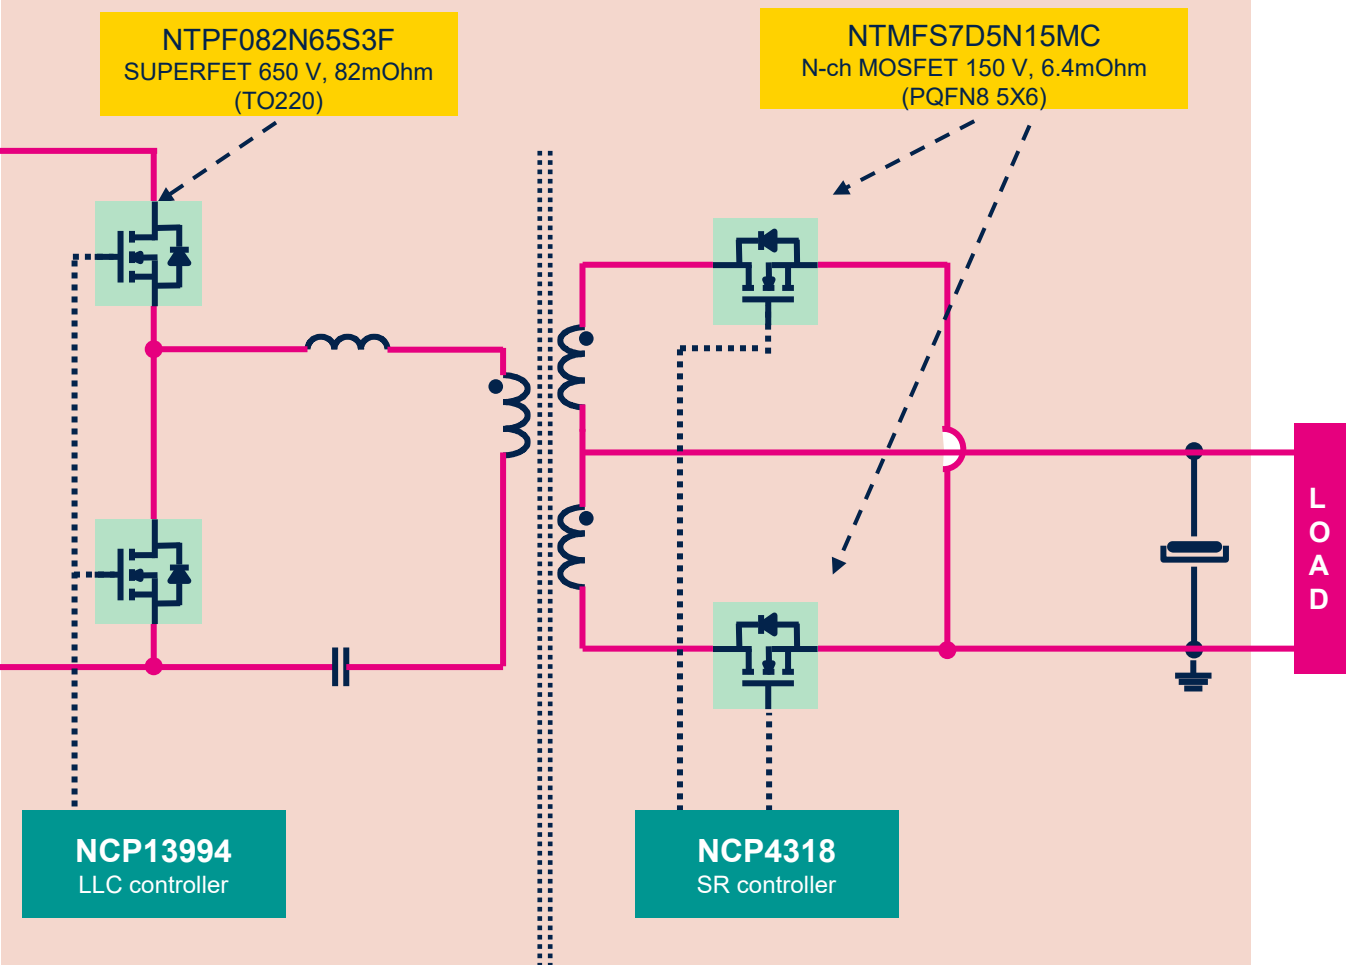 NTPF082N65S3F
SUPERFET 650 V, 82mOhm
(TO220)
NTMFS7D5N15MC
N-ch MOSFET 150 V, 6.4mOhm
(PQFN8 5X6)
L
O
A
D
NCP13994
LLC controller
NCP4318
SR controller